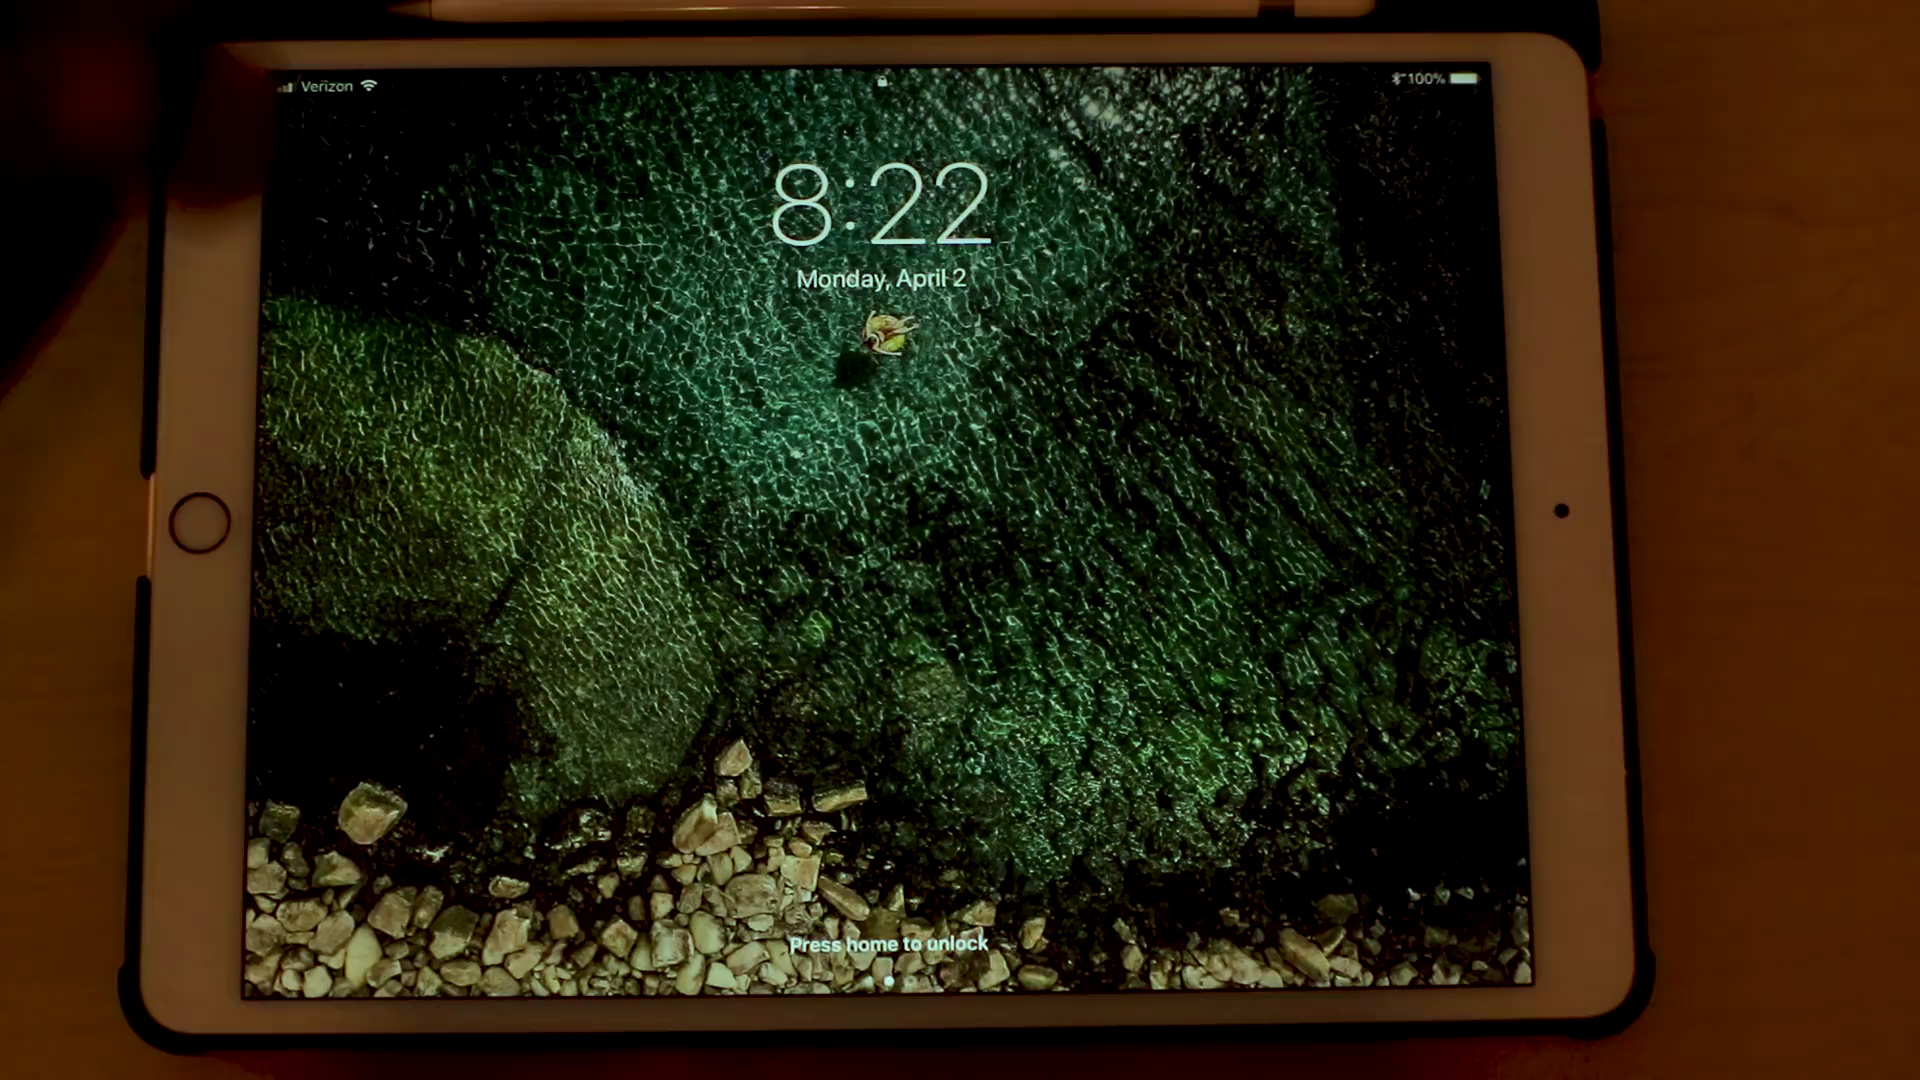 Verizon
100%
8:22
Monday, April 2
Press home to unlock